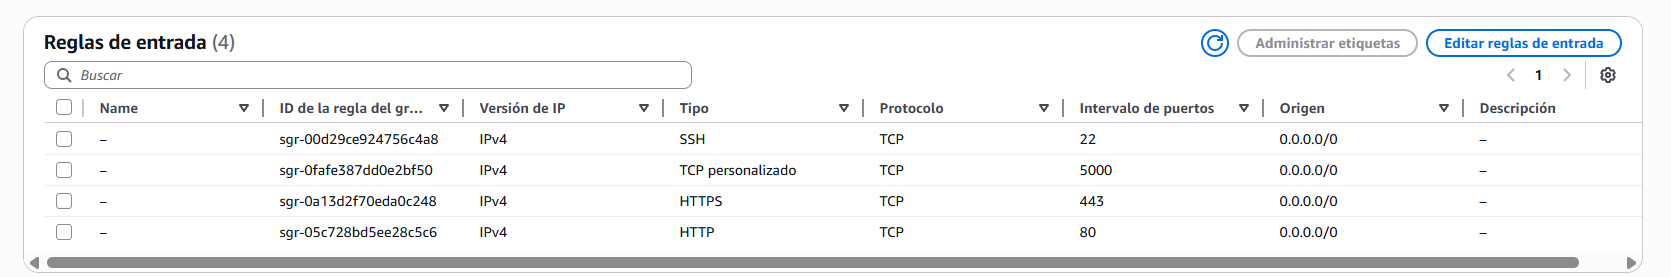 Reglas de entrada (4)
Administrar etiquetas
Editar reglas de entrada
Buscar
1
Name ID de la regla del gr... Versión de IP Tipo Protocolo Intervalo de puertos Origen Descripción
– sgr-00d29ce924756c4a8 IPv4 SSH TCP 22 0.0.0.0/0 –
– sgr-0fafe387dd0e2bf50 IPv4 TCP personalizado TCP 5000 0.0.0.0/0 –
– sgr-0a13d2f70eda0c248 IPv4 HTTPS TCP 443 0.0.0.0/0 –
– sgr-05c728bd5ee28c5c6 IPv4 HTTP TCP 80 0.0.0.0/0 –